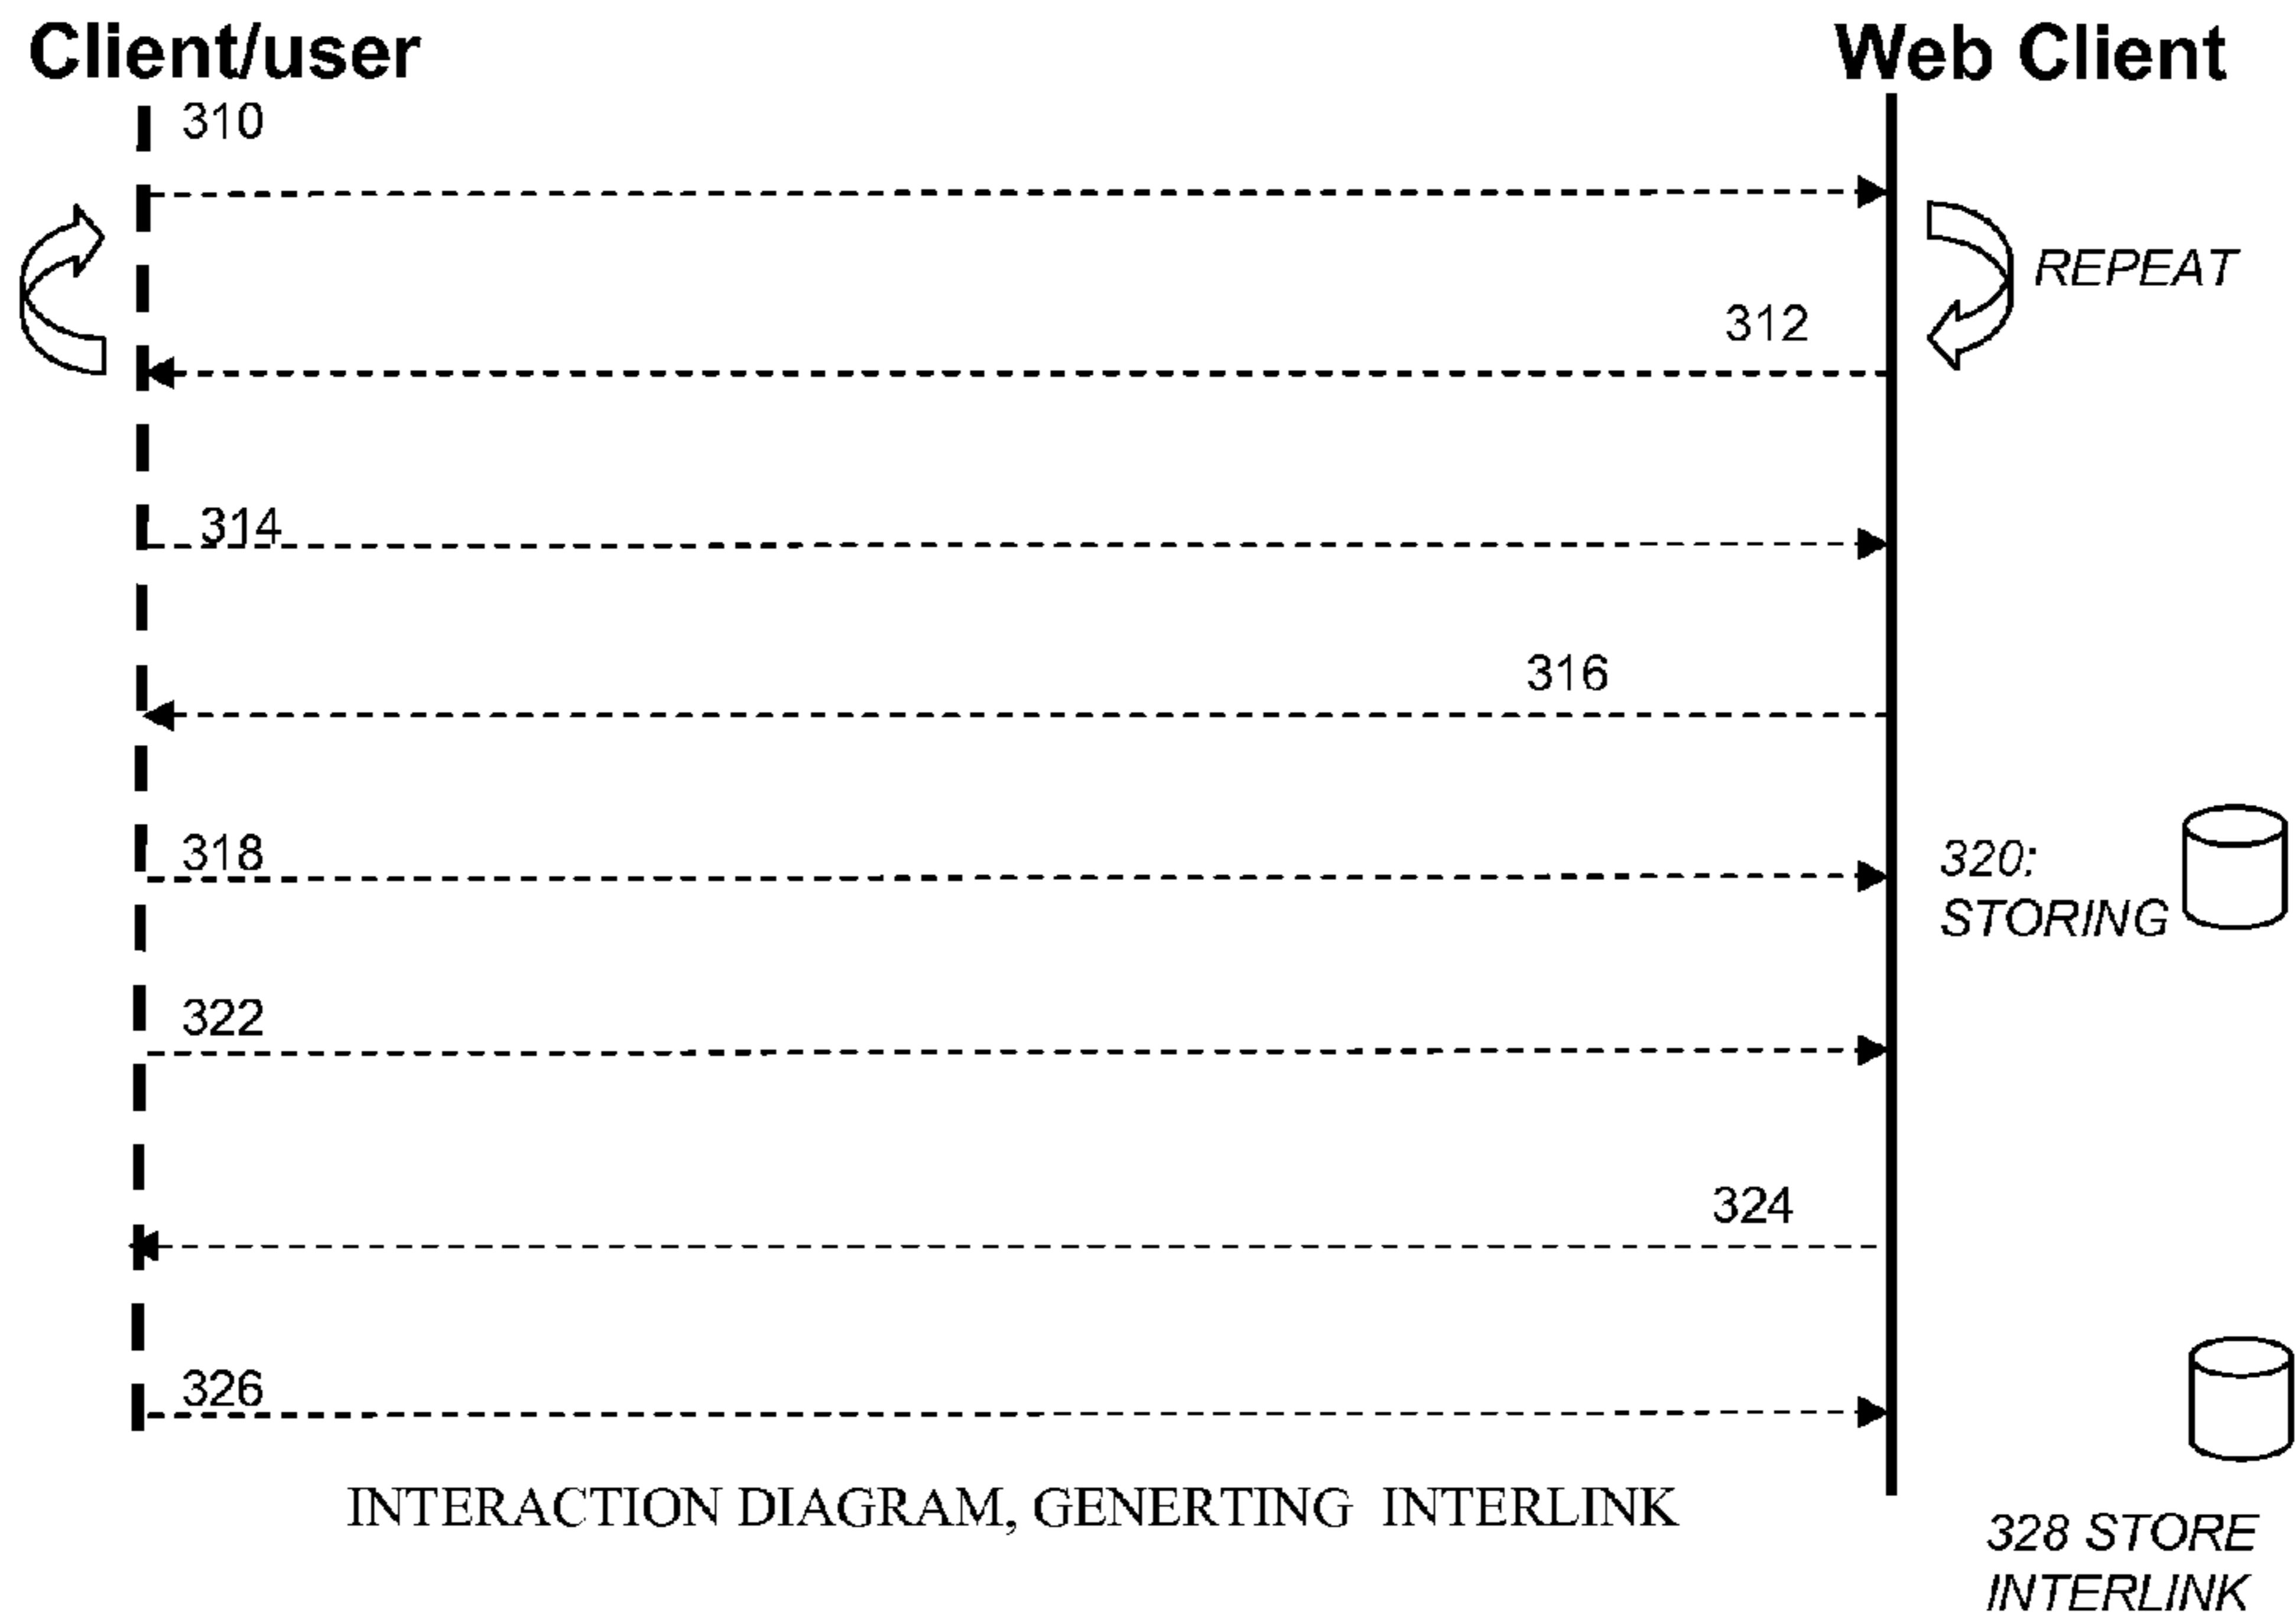 Client/user
Web Client
310
REPEAT
312
314
316
318
320:
STORING
322
324
326
INTERACTION DIAGRAM, GENERTING INTERLINK
328 STORE
INTERLINK